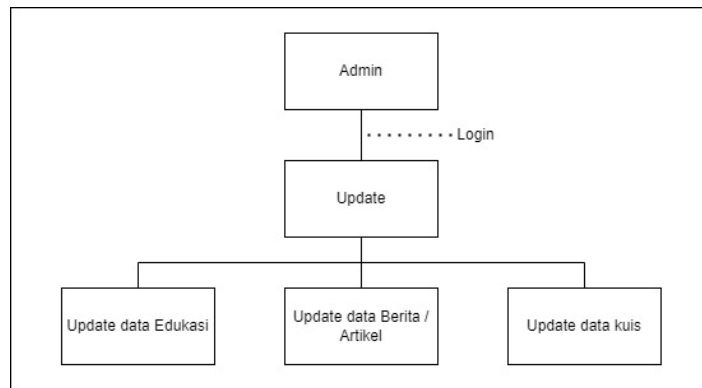 Admin
Login
Update
Update data Edukasi
Update data Berita /
Artikel
Update data kuis